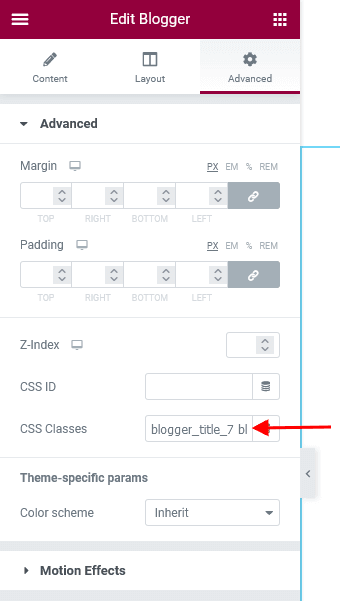 Edit Blogger
Content Layout Advanced
Advanced
Margin PX EM % REM
TOP RIGHT BOTTOM LEFT
Padding PX EM % REM
TOP RIGHT BOTTOM LEFT
Z-Index
CSS ID
CSS Classes blogger_title_7 bl
Theme-specific params
Color scheme Inherit
Motion Effects